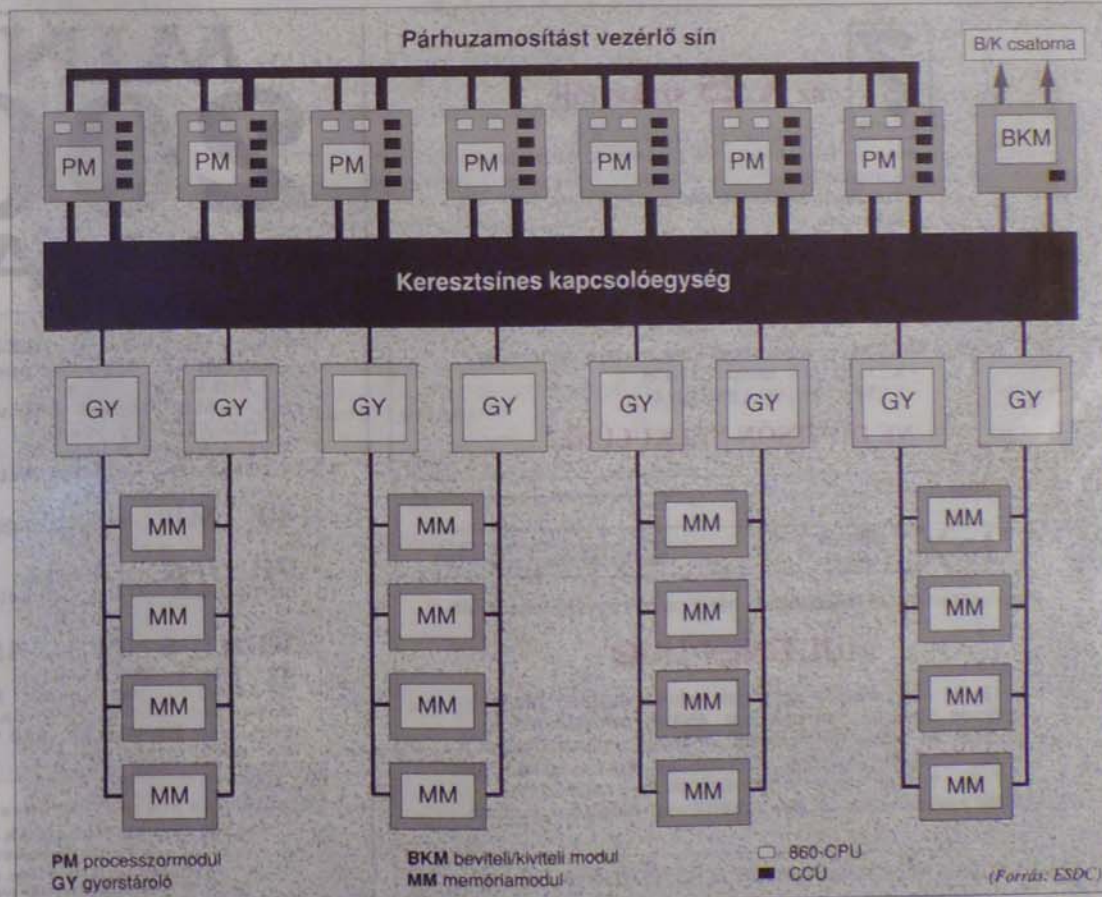 Párhuzamosítást vezérlő sín
B/K csatorna
PM PM PM PM PM PM PM BKM
Keresztsínes kapcsolóegység
GY GY GY GY GY GY GY GY
MM MM MM MM
MM MM MM MM
MM MM MM MM
MM MM MM MM
PM processzormodul
GY gyorstároló
BKM beviteli/kiviteli modul
MM memóriamodul
860-CPU
CCU
(Forrás: ESDC)